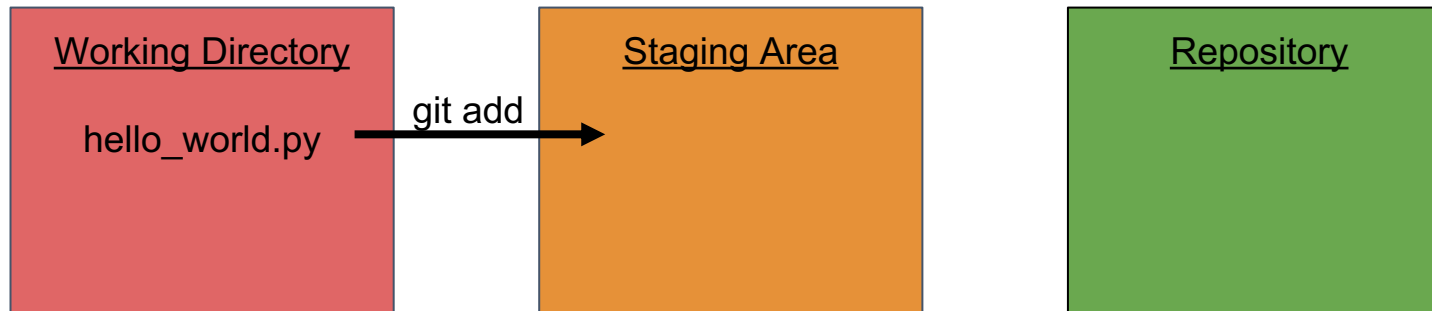 Working Directory
Staging Area
Repository
git add
hello_world.py